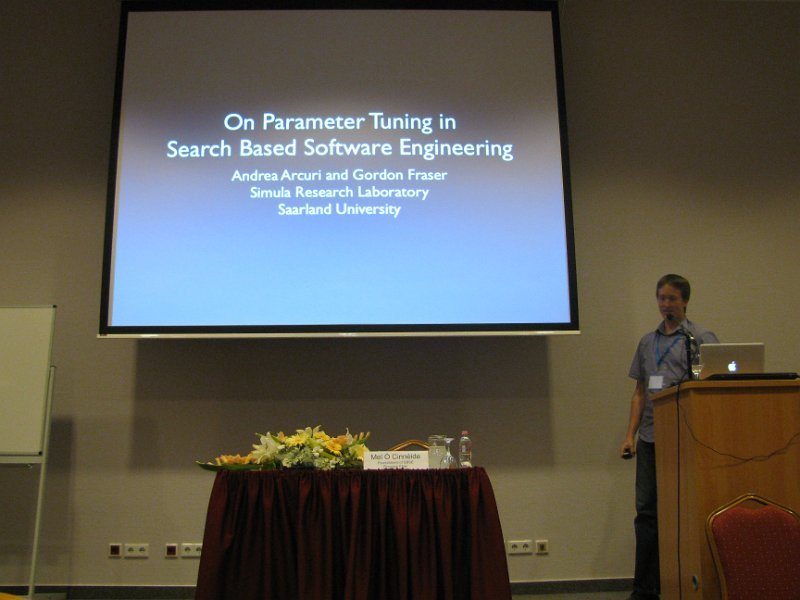 On Parameter Tuning in
Search Based Software Engineering
Andrea Arcuri and Gordon Fraser
Simula Research Laboratory
Saarland University
Mel Ó Cinnéide